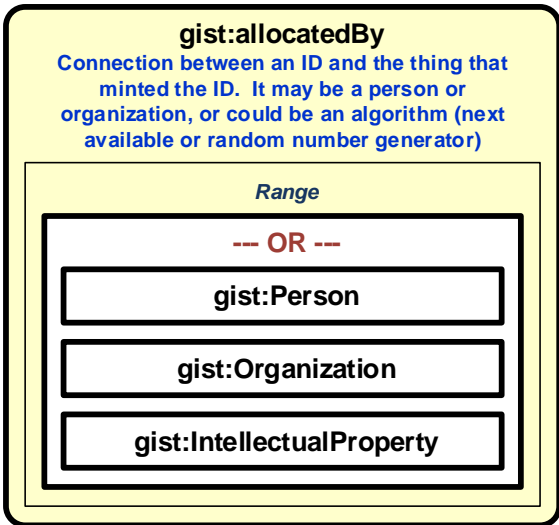 gist:allocatedBy
Connection between an ID and the thing that
minted the ID.  It may be a person or
organization, or could be an algorithm (next
available or random number generator)
Range
--- OR ---
gist:Person
gist:Organization
gist:IntellectualProperty